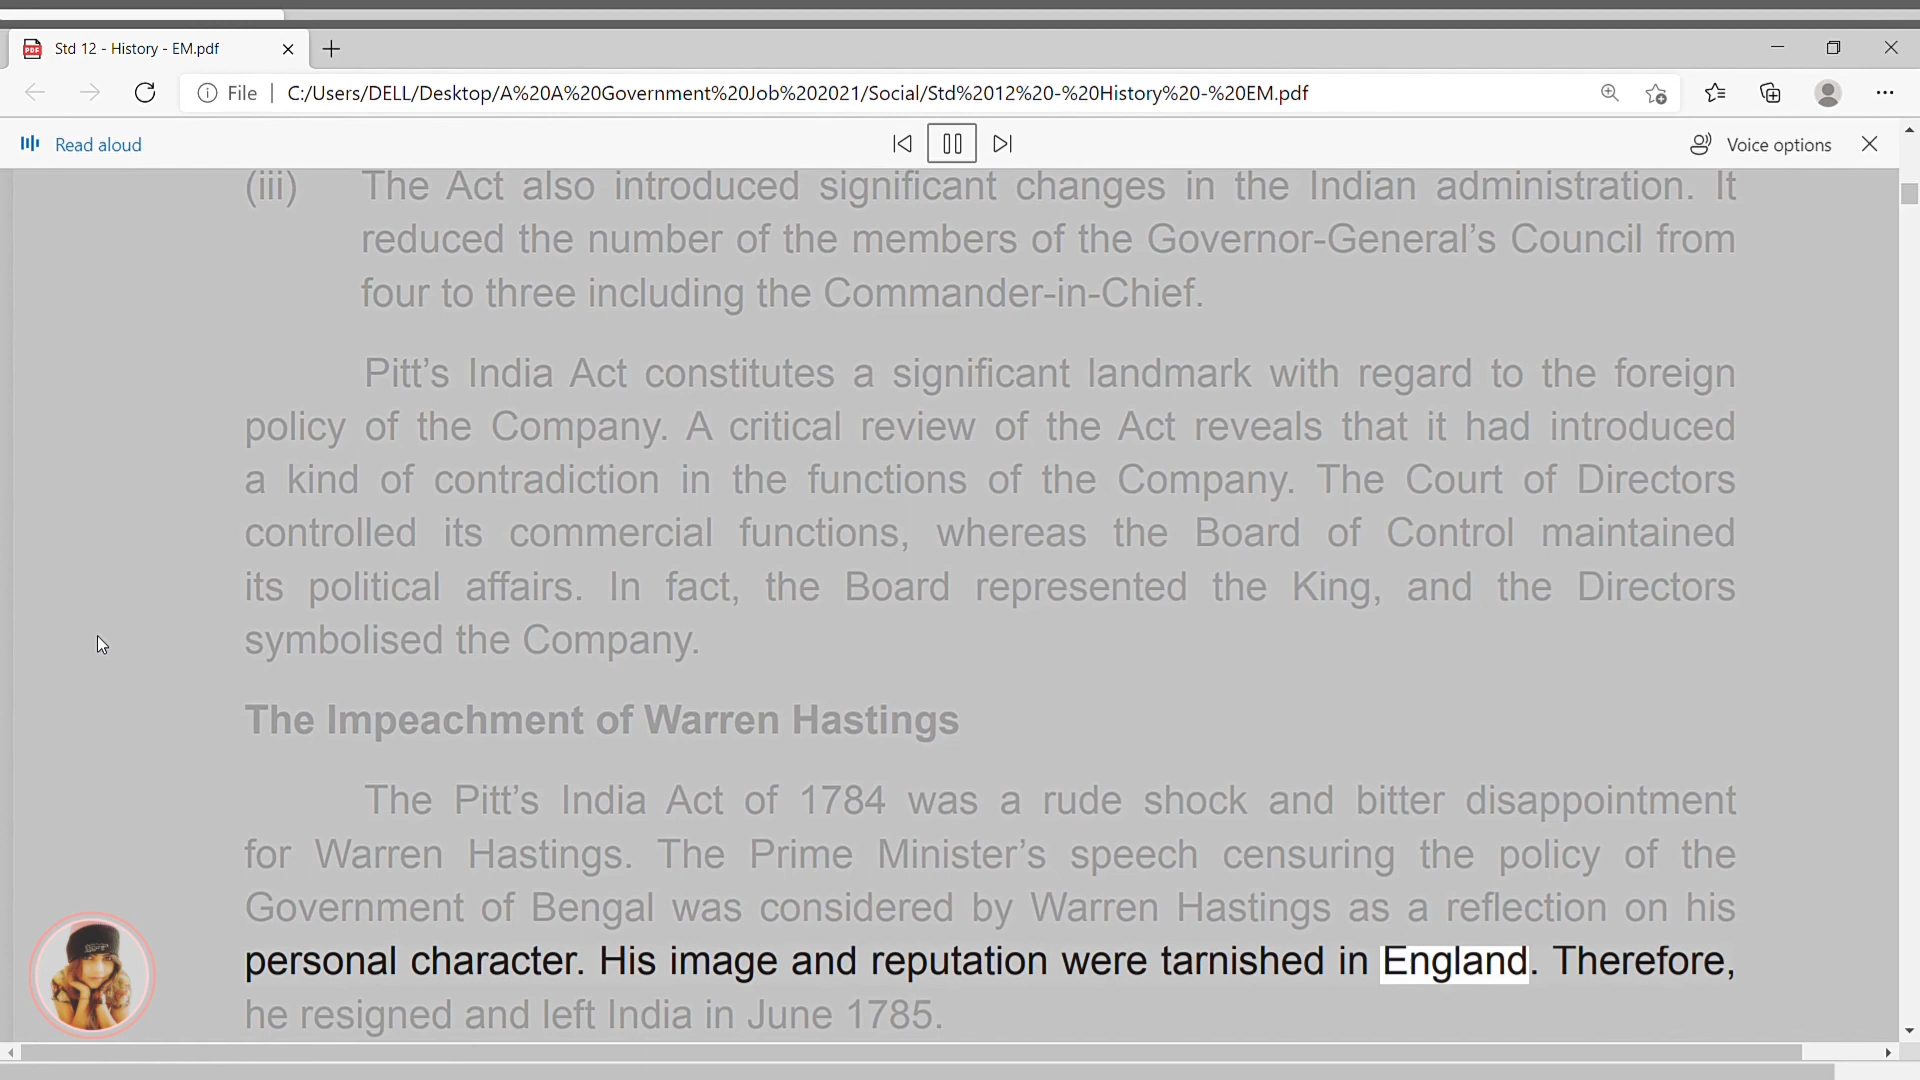 Std 12 - History - EM.pdf
File
C:/Users/DELL/Desktop/A%20A%20Government%20Job%202021/Social/Std%2012%20-%20History%20-%20EM.pdf
Read aloud
Voice options
(iii) The Act also introduced significant changes in the Indian administration. It
reduced the number of the members of the Governor-General’s Council from
four to three including the Commander-in-Chief.
Pitt’s India Act constitutes a significant landmark with regard to the foreign
policy of the Company. A critical review of the Act reveals that it had introduced
a kind of contradiction in the functions of the Company. The Court of Directors
controlled its commercial functions, whereas the Board of Control maintained
its political affairs. In fact, the Board represented the King, and the Directors
symbolised the Company.
The Impeachment of Warren Hastings
The Pitt’s India Act of 1784 was a rude shock and bitter disappointment
for Warren Hastings. The Prime Minister’s speech censuring the policy of the
Government of Bengal was considered by Warren Hastings as a reflection on his
personal character. His image and reputation were tarnished in England. Therefore,
he resigned and left India in June 1785.